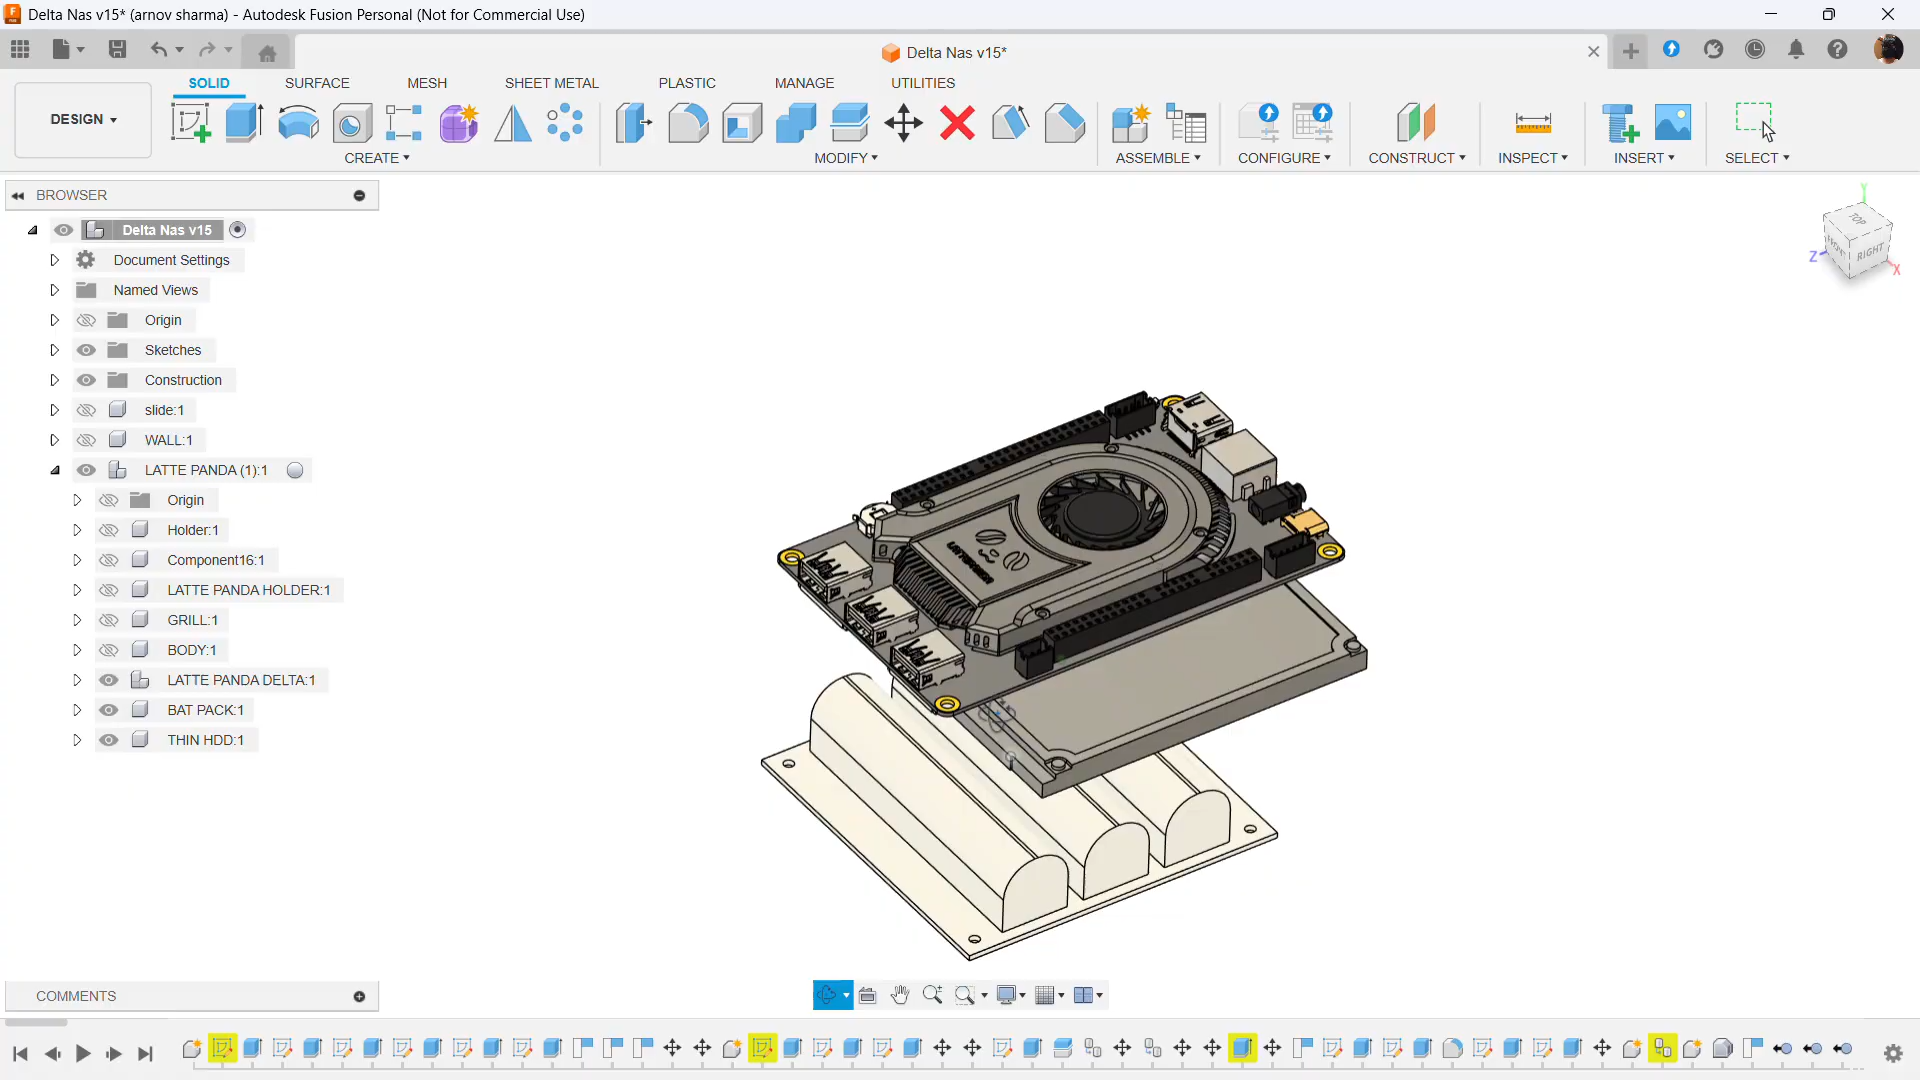 Delta Nas v15* (arnov sharma) - Autodesk Fusion Personal (Not for Commercial Use)
Delta Nas v15*
DESIGN
SOLID
SURFACE
MESH
SHEET METAL
PLASTIC
MANAGE
UTILITIES
CREATE
MODIFY
ASSEMBLE
CONFIGURE
CONSTRUCT
INSPECT
INSERT
SELECT
BROWSER
Delta Nas v15
Document Settings
Named Views
Origin
Sketches
Construction
slide:1
WALL:1
LATTE PANDA (1):1
Origin
Holder:1
Component16:1
LATTE PANDA HOLDER:1
GRILL:1
BODY:1
LATTE PANDA DELTA:1
BAT PACK:1
THIN HDD:1
Y
TOP
FRONT
RIGHT
Z
X
COMMENTS